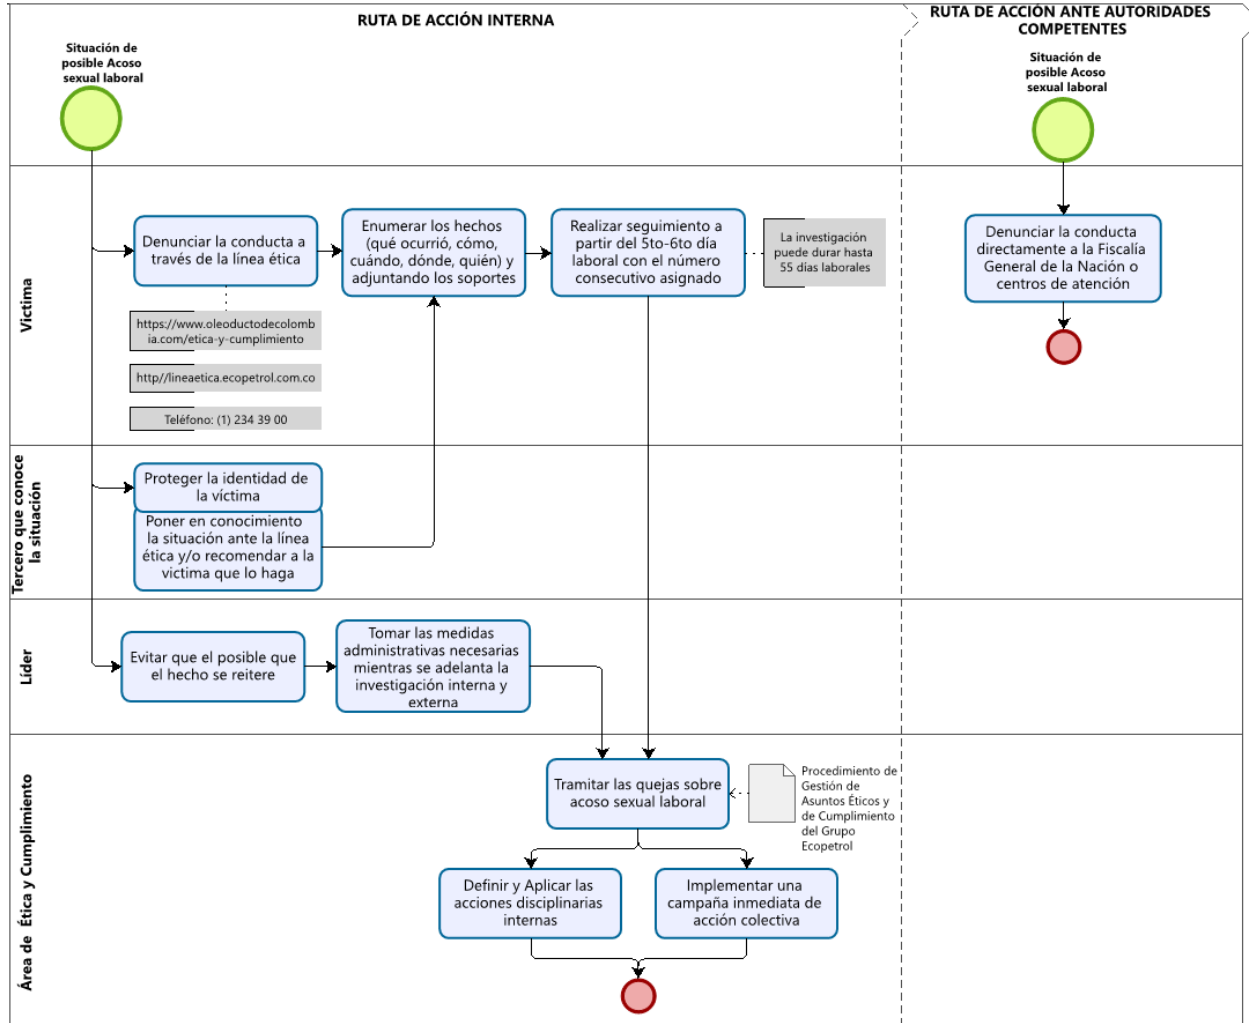 RUTA DE ACCIÓN INTERNA
RUTA DE ACCIÓN ANTE AUTORIDADES
COMPETENTES
Situación de
posible Acoso
sexual laboral
Situación de
posible Acoso
sexual laboral
Victima
Denunciar la conducta a
través de la línea ética
Enumerar los hechos
(qué ocurrió, cómo,
cuándo, dónde, quién) y
adjuntando los soportes
Realizar seguimiento a
partir del 5to-6to día
laboral con el número
consecutivo asignado
La investigación
puede durar hasta
55 días laborales
Denunciar la conducta
directamente a la Fiscalía
General de la Nación o
centros de atención
https://www.oleoductodecolomb
ia.com/etica-y-cumplimiento
http//lineaetica.ecopetrol.com.co
Teléfono: (1) 234 39 00
Tercero que conoce
la situación
Proteger la identidad de
la víctima
Poner en conocimiento
la situación ante la línea
ética y/o recomendar a la
victima que lo haga
Líder
Evitar que el posible que
el hecho se reitere
Tomar las medidas
administrativas necesarias
mientras se adelanta la
investigación interna y
externa
Área de Ética y Cumplimiento
Tramitar las quejas sobre
acoso sexual laboral
Procedimiento de
Gestión de
Asuntos Éticos y
de Cumplimiento
del Grupo
Ecopetrol
Definir y Aplicar las
acciones disciplinarias
internas
Implementar una
campaña inmediata de
acción colectiva